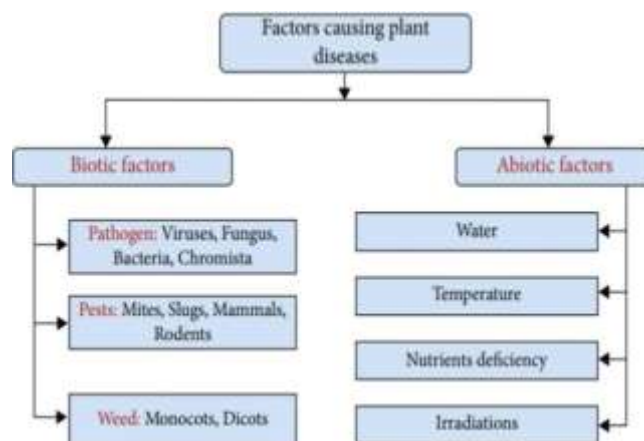 Factors causing plant
diseases
Biotic factors
Abiotic factors
Pathogen: Viruses, Fungus,
Bacteria, Chromista
Water
Pests: Mites, Slugs, Mammals,
Rodents
Temperature
Nutrients deficiency
Weed: Monocots, Dicots
Irradiations